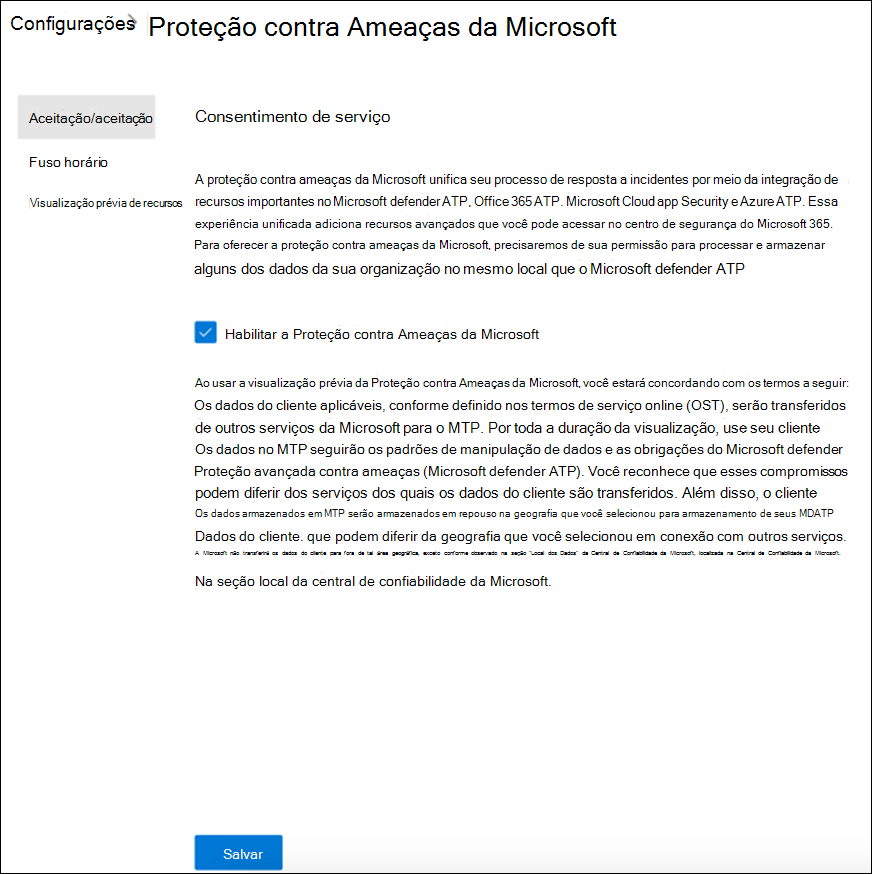 Configurações
Proteção contra Ameaças da Microsoft
Aceitação/aceitação
Fuso horário
Visualização prévia de recursos
Consentimento de serviço
A proteção contra ameaças da Microsoft unifica seu processo de resposta a incidentes por meio da integração de
recursos importantes no Microsoft defender ATP, Office 365 ATP. Microsoft Cloud app Security e Azure ATP. Essa
experiência unificada adiciona recursos avançados que você pode acessar no centro de segurança do Microsoft 365.
Para oferecer a proteção contra ameaças da Microsoft, precisaremos de sua permissão para processar e armazenar
alguns dos dados da sua organização no mesmo local que o Microsoft defender ATP
Habilitar a Proteção contra Ameaças da Microsoft
Ao usar a visualização prévia da Proteção contra Ameaças da Microsoft, você estará concordando com os termos a seguir:
Os dados do cliente aplicáveis, conforme definido nos termos de serviço online (OST), serão transferidos
de outros serviços da Microsoft para o MTP. Por toda a duração da visualização, use seu cliente
Os dados no MTP seguirão os padrões de manipulação de dados e as obrigações do Microsoft defender
Proteção avançada contra ameaças (Microsoft defender ATP). Você reconhece que esses compromissos
podem diferir dos serviços dos quais os dados do cliente são transferidos. Além disso, o cliente
Os dados armazenados em MTP serão armazenados em repouso na geografia que você selecionou para armazenamento de seus MDATP
Dados do cliente. que podem diferir da geografia que você selecionou em conexão com outros serviços.
A Microsoft não transferirá os dados do cliente para fora de tal área geográfica, exceto conforme observado na seção "Local dos Dados" da Central de Confiabilidade da Microsoft, localizada na Central de Confiabilidade da Microsoft.
Na seção local da central de confiabilidade da Microsoft.
Salvar